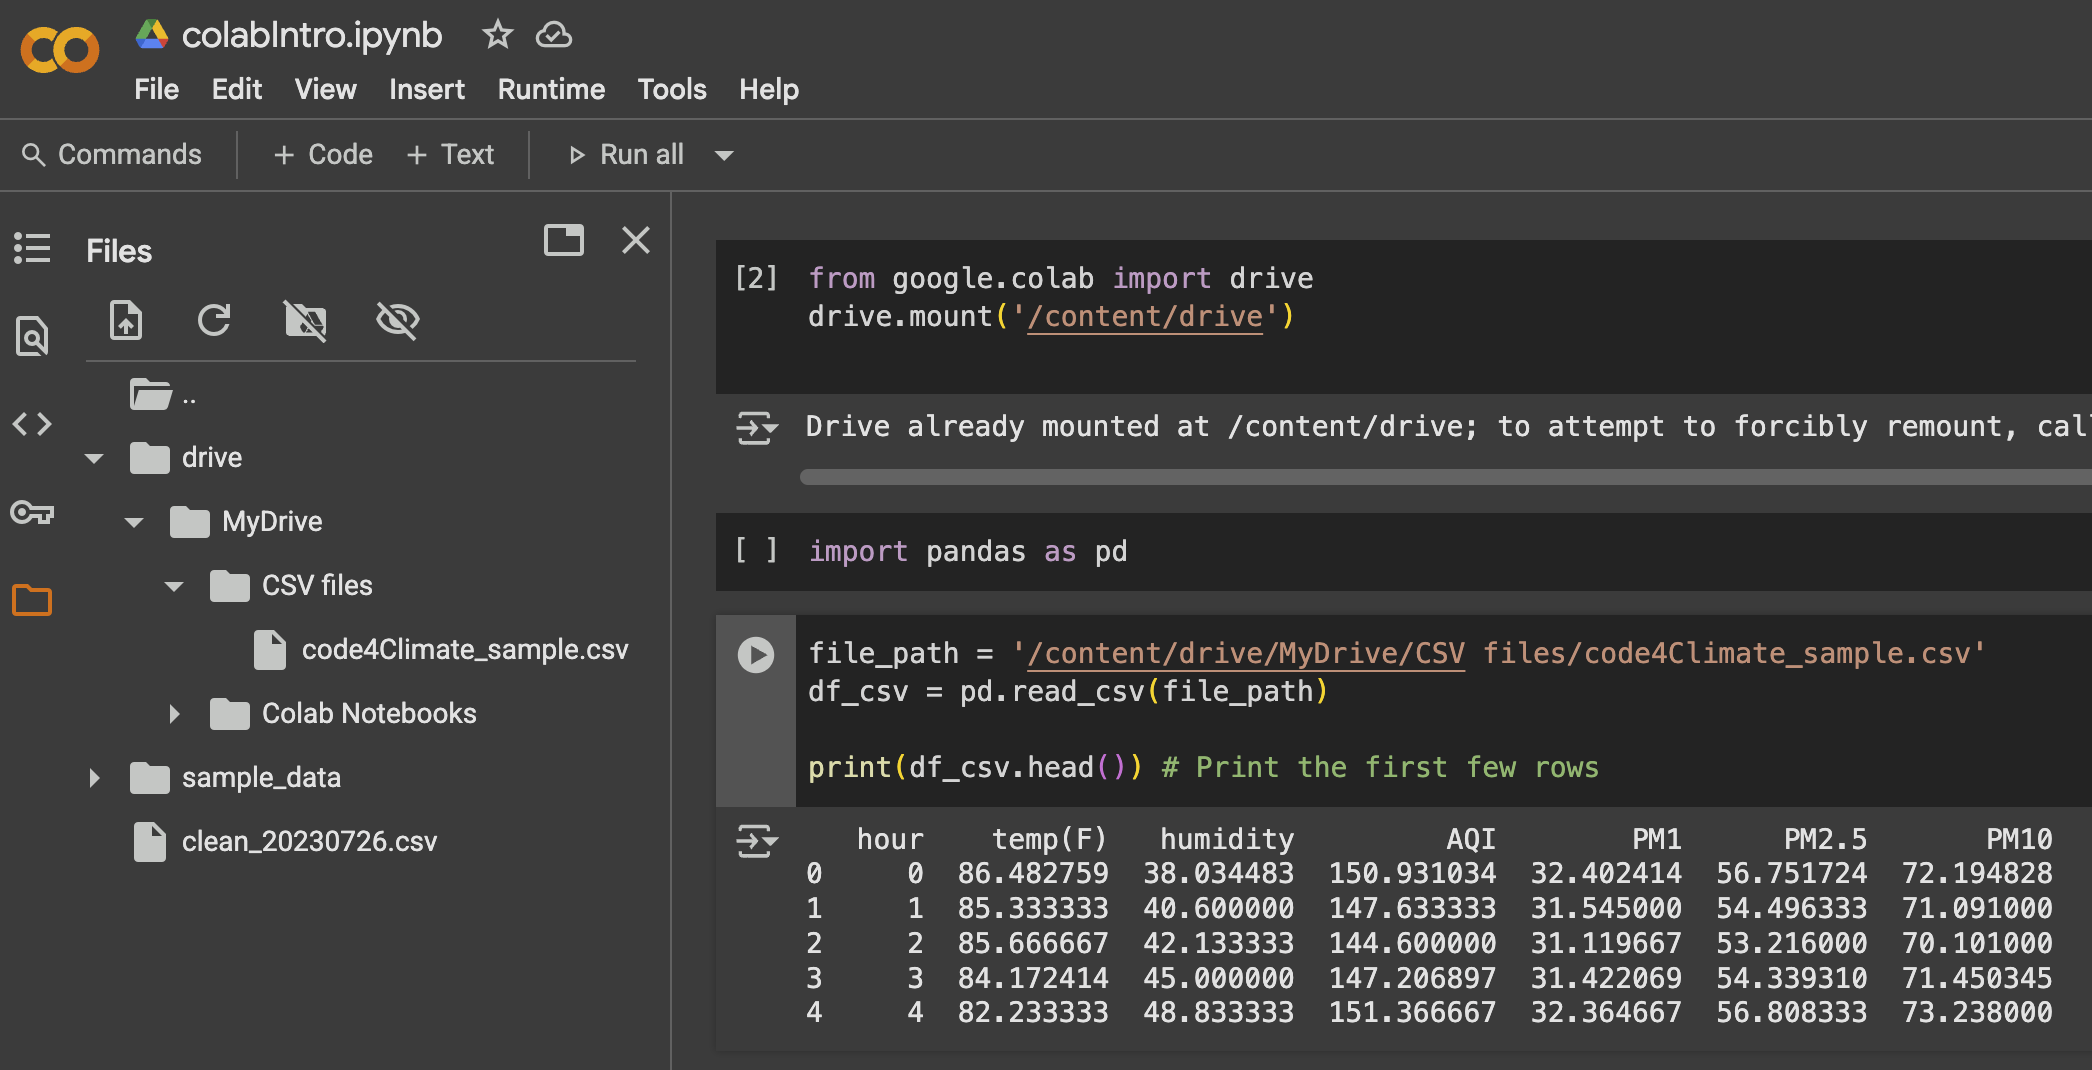 colabIntro.ipynb
File Edit View Insert Runtime Tools Help
Commands + Code + Text Run all
Files
..
drive
MyDrive
CSV files
code4Climate_sample.csv
Colab Notebooks
sample_data
clean_20230726.csv
[2] from google.colab import drive
drive.mount('/content/drive')
Drive already mounted at /content/drive; to attempt to forcibly remount, cal
[ ] import pandas as pd
file_path = '/content/drive/MyDrive/CSV files/code4Climate_sample.csv'
df_csv = pd.read_csv(file_path)
print(df_csv.head()) # Print the first few rows
hour temp(F) humidity AQI PM1 PM2.5 PM10
0 0 86.482759 38.034483 150.931034 32.402414 56.751724 72.194828
1 1 85.333333 40.600000 147.633333 31.545000 54.496333 71.091000
2 2 85.666667 42.133333 144.600000 31.119667 53.216000 70.101000
3 3 84.172414 45.000000 147.206897 31.422069 54.339310 71.450345
4 4 82.233333 48.833333 151.366667 32.364667 56.808333 73.238000